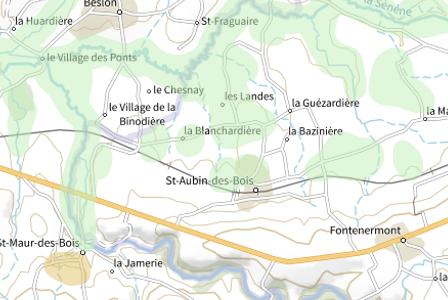 Besion
la Huardière
St-Fraguaire
la Sénène
le Village des Ponts
le Chesnay
les Landes
le Village de la
Binodière
la Guézardière
la Ma
la Blanchardière
la Bazinière
St-Aubin-des-Bois
Fontenermont
St-Maur-des-Bois
la Jamerie
la